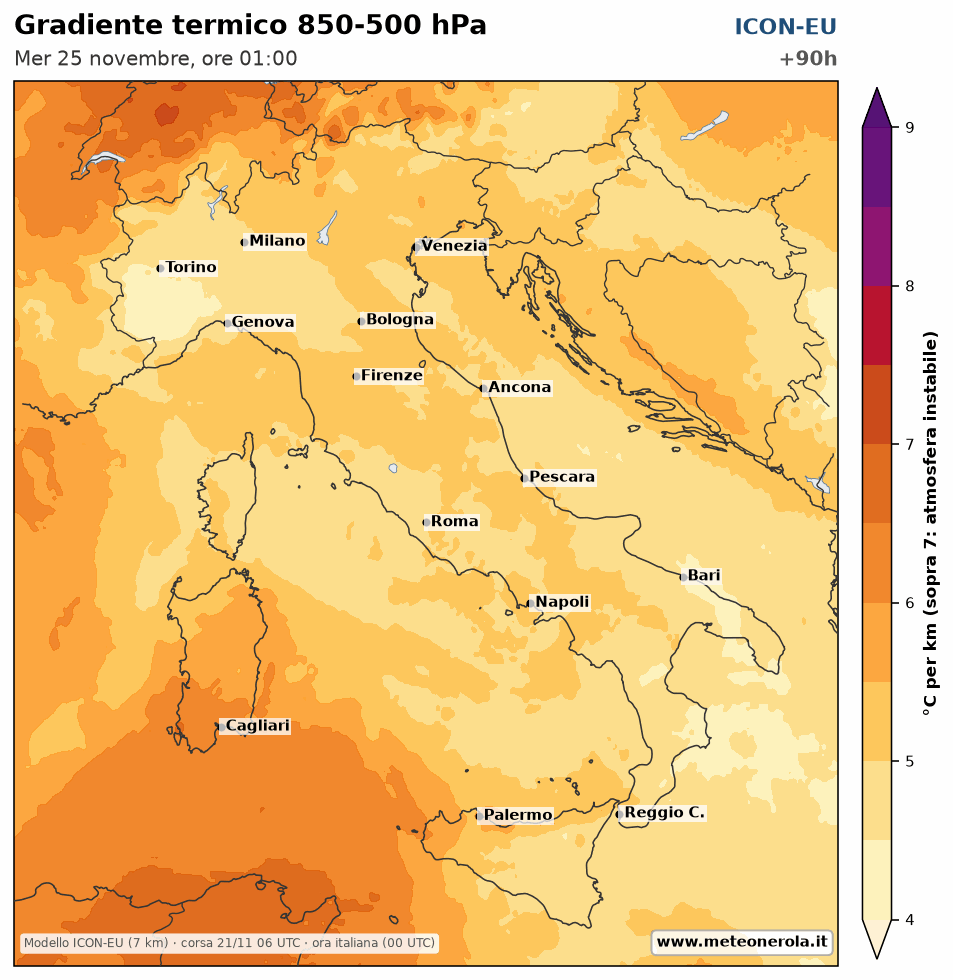 Gradiente termico 850-500 hPa
ICON-EU
Mer 25 novembre, ore 01:00
+90h
Milano
Venezia
Torino
Genova
Bologna
Firenze
Ancona
Pescara
Roma
Bari
Napoli
Cagliari
Palermo
Reggio C.
9
8
7
6
5
4
°C per km (sopra 7: atmosfera instabile)
Modello ICON-EU (7 km) · corsa 21/11 06 UTC · ora italiana (00 UTC)
www.meteonerola.it